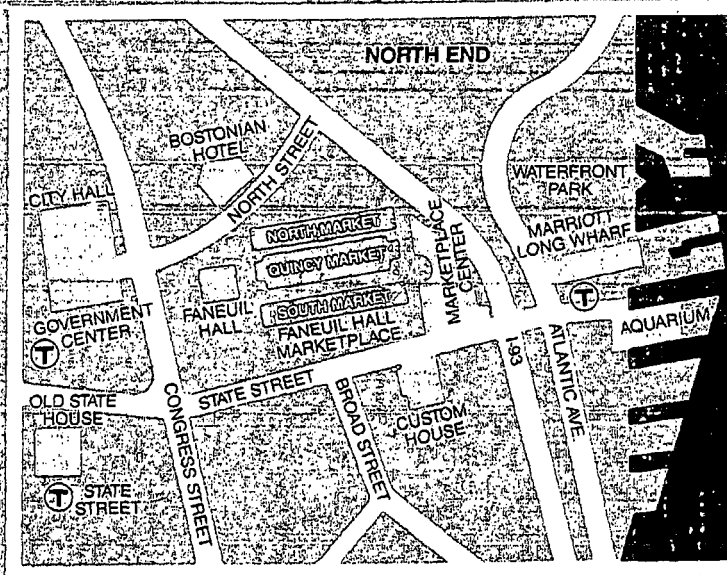 NORTH END
BOSTONIAN
HOTEL
NORTH STREET
CITY HALL
WATERFRONT
PARK
NORTH MARKET
QUINCY MARKET
SOUTH MARKET
MARKETPLACE
CENTER
MARRIOTT
LONG WHARF
T
GOVERNMENT
CENTER
T
FANEUIL
HALL
FANEUIL HALL
MARKETPLACE
AQUARIUM
STATE STREET
I-93
ATLANTIC AVE
OLD STATE
HOUSE
CONGRESS STREET
BROAD STREET
CUSTOM
HOUSE
T
STATE
STREET